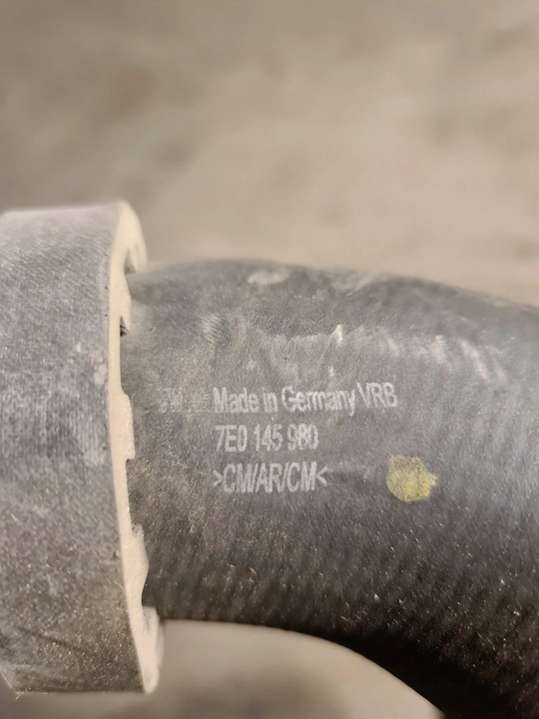 Made in Germany VRB
7E0 145 980
>CM/AR/CM<